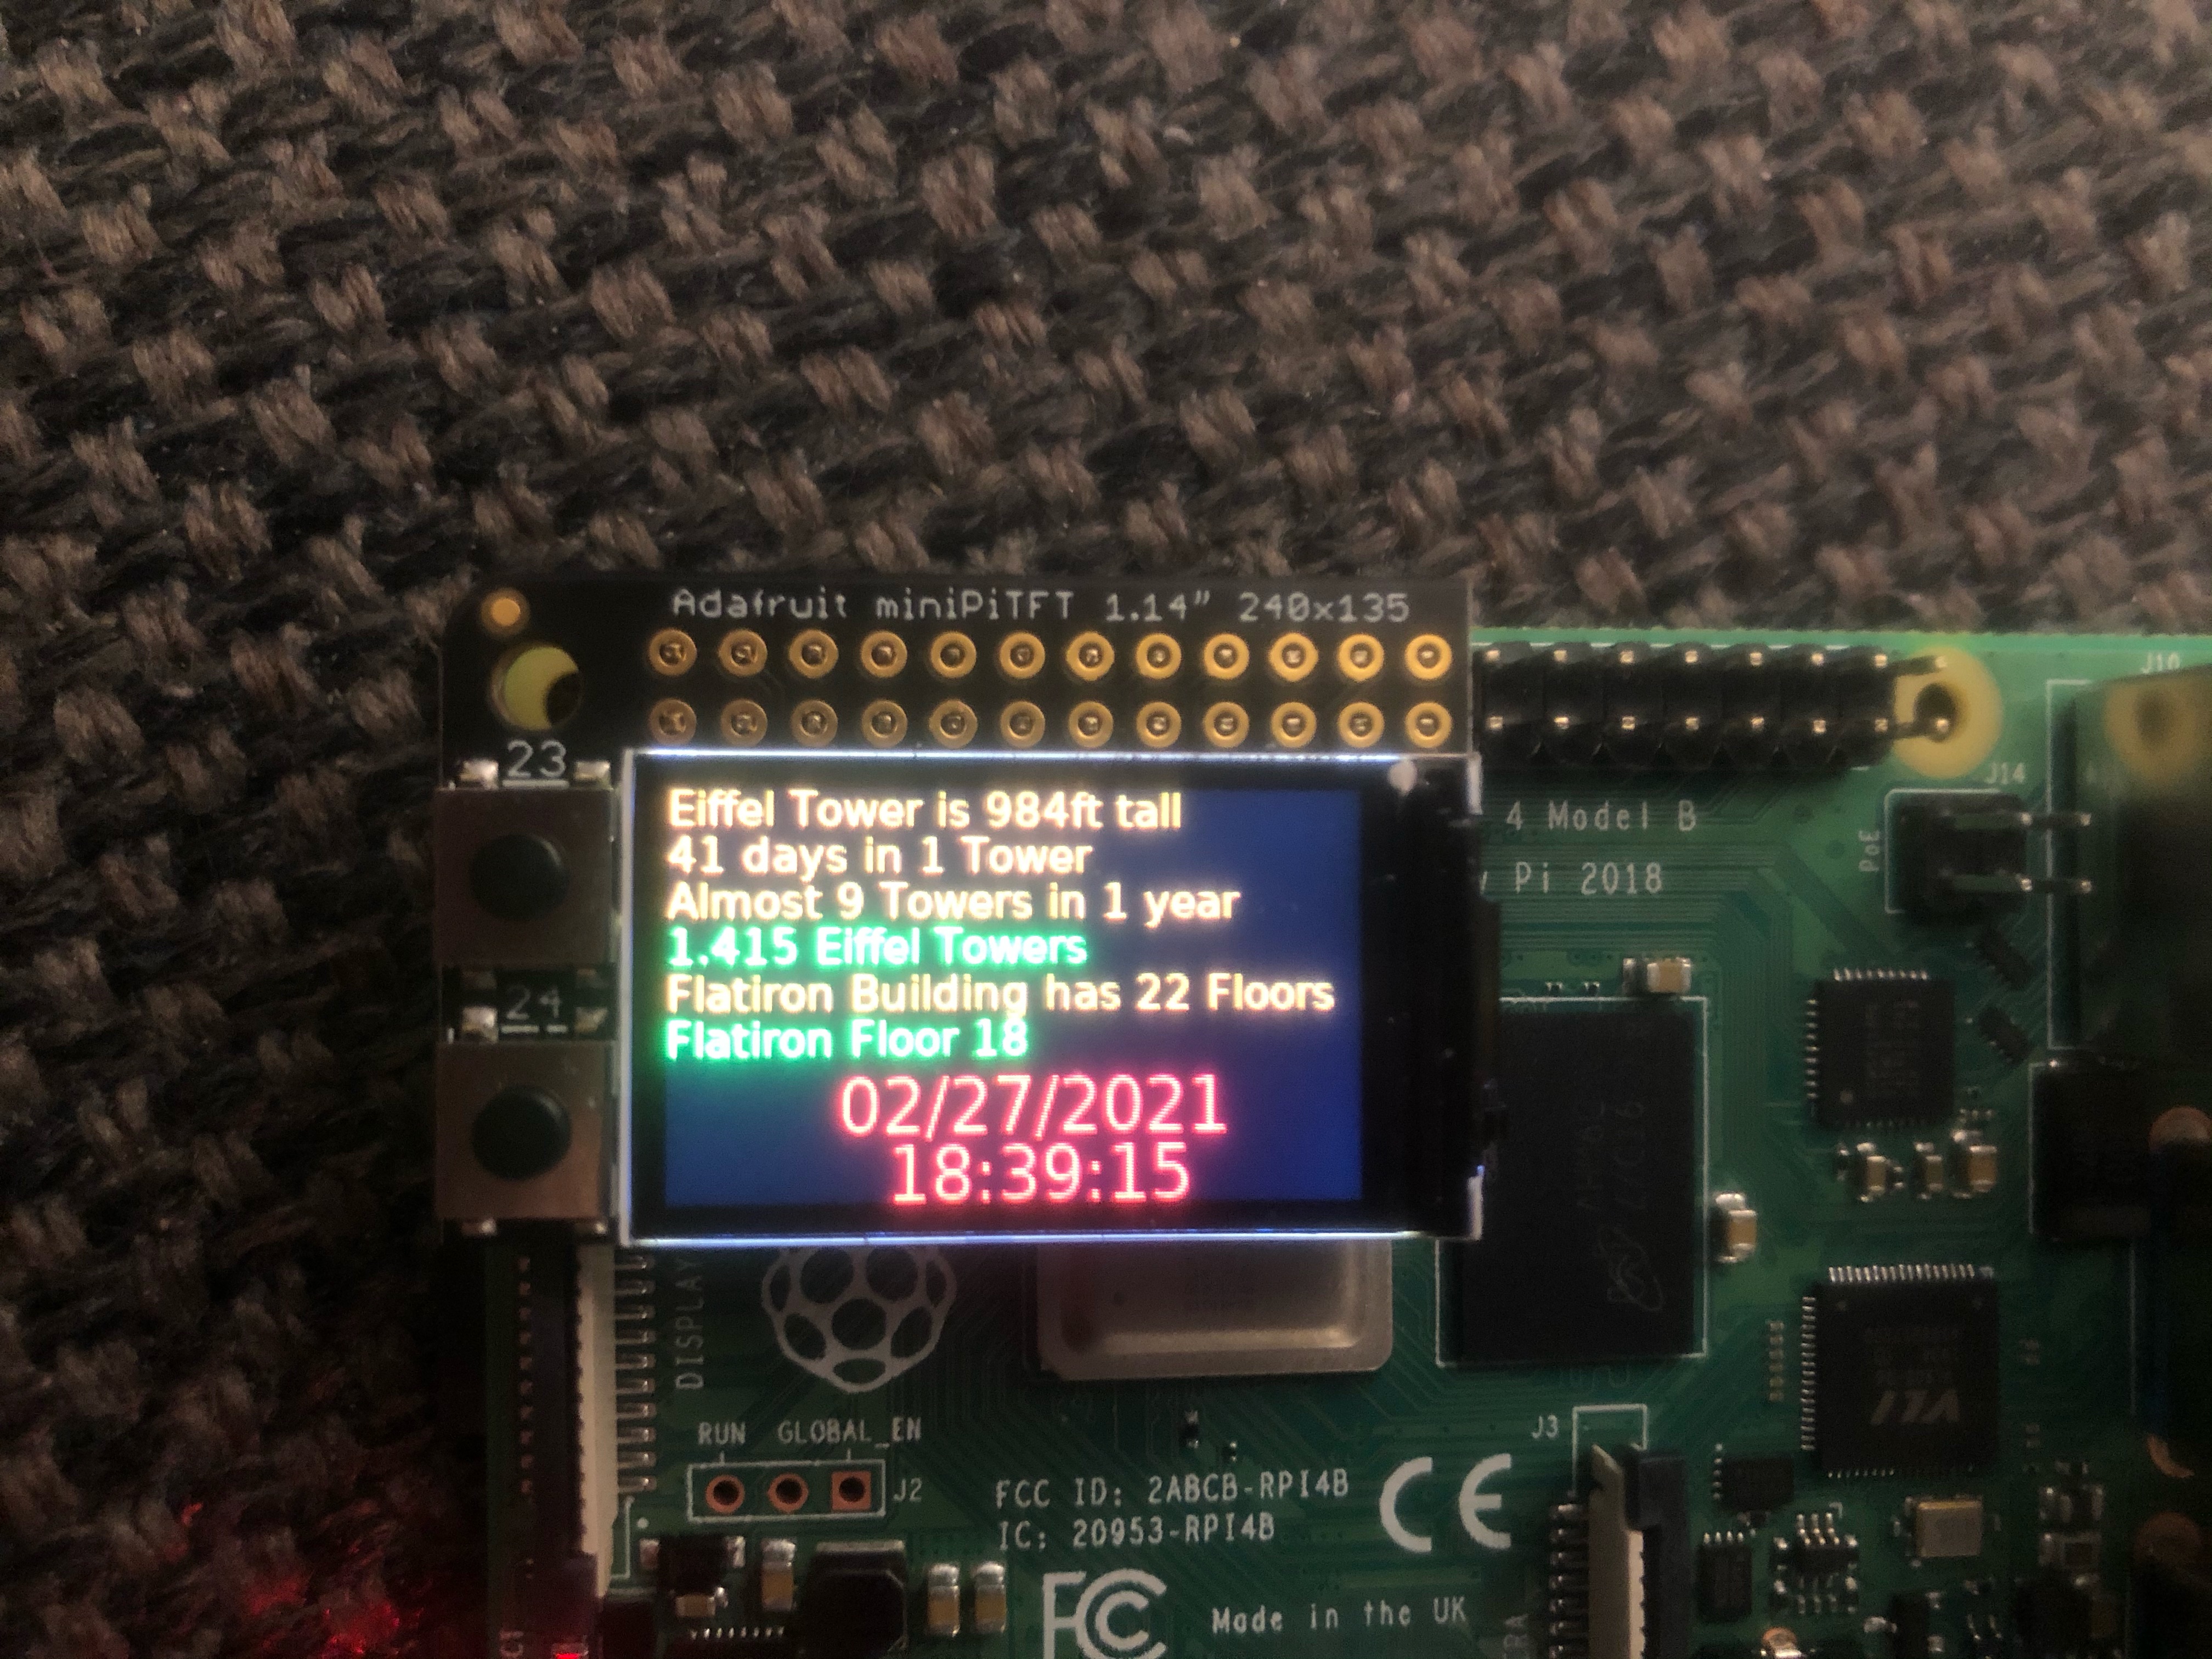 Adafruit miniPiTFT 1.14" 240x135
J10
23
J14
Eiffel Tower is 984ft tall
4 Model B
41 days in 1 Tower
PoE
Pi 2018
Almost 9 Towers in 1 year
1.415 Eiffel Towers
24
Flatiron Building has 22 Floors
Flatiron Floor 18
02/27/2021
18:39:15
DISPLAY
VLI
RUN GLOBAL_EN
J3
J2
FCC ID: 2ABCB-RPI4B
IC: 20953-RPI4B
CE
FCC
Made in the UK